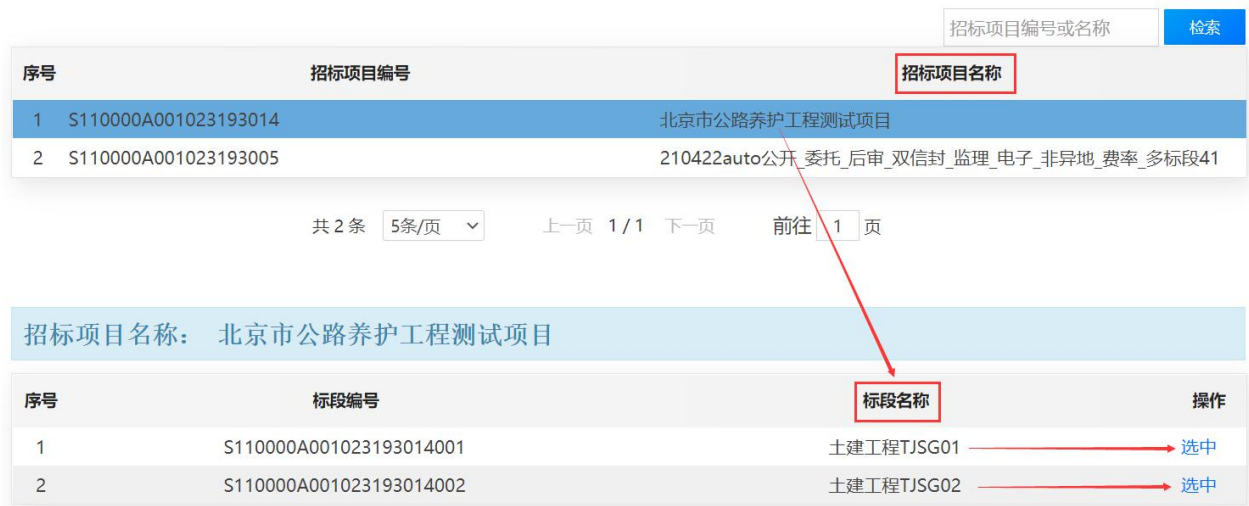 招标项目编号或名称 检索
序号 招标项目编号 招标项目名称
1 S110000A001023193014 北京市公路养护工程测试项目
2 S110000A001023193005 210422auto公开_委托_后审_双信封_监理_电子_非异地_费率_多标段41
共 2 条 5条/页 上一页 1 / 1 下一页 前往 1 页
招标项目名称： 北京市公路养护工程测试项目
序号 标段编号 标段名称 操作
1 S110000A001023193014001 土建工程TJSG01 选中
2 S110000A001023193014002 土建工程TJSG02 选中